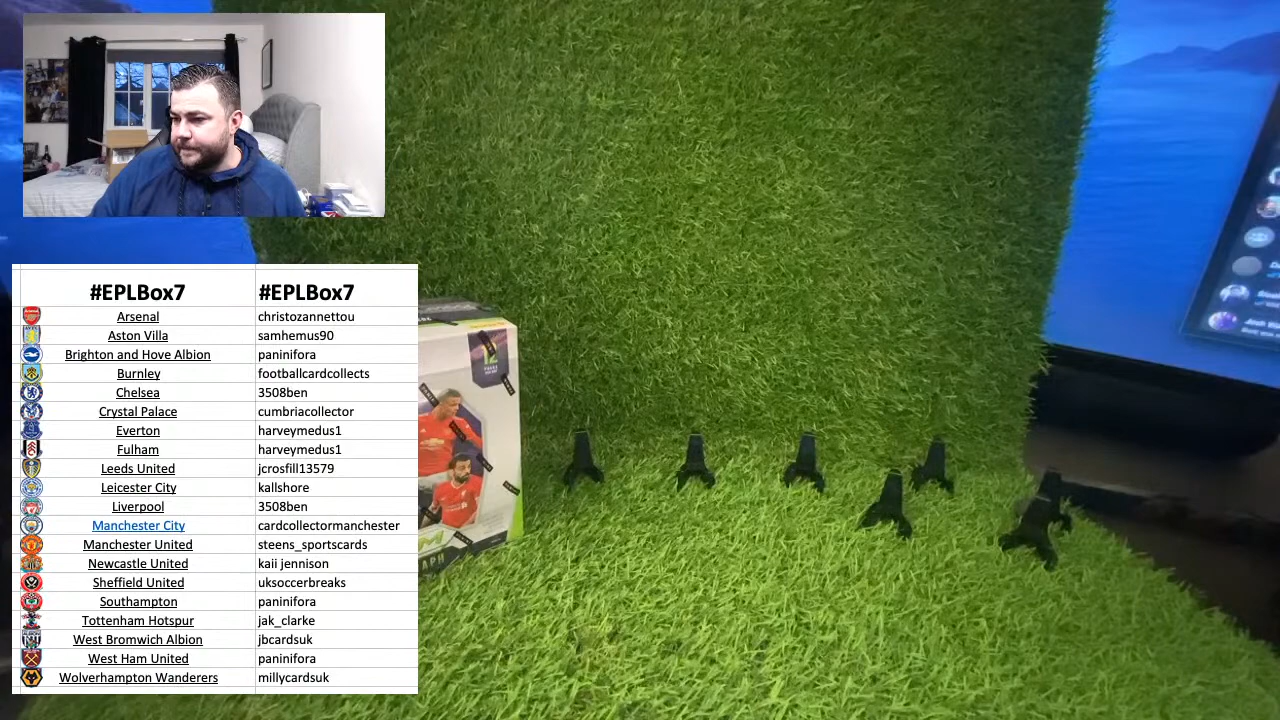 #EPLBox7 #EPLBox7
Arsenal christozannettou
Aston Villa samhemus90
Brighton and Hove Albion paninifora
Burnley footballcardcollects
Chelsea 3508ben
Crystal Palace cumbriacollector
Everton harveymedus1
Fulham harveymedus1
Leeds United jcrosfill13579
Leicester City kallshore
Liverpool 3508ben
Manchester City cardcollectormanchester
Manchester United steens_sportscards
Newcastle United kaii jennison
Sheffield United uksoccerbreaks
Southampton paninifora
Tottenham Hotspur jak_clarke
West Bromwich Albion jbcardsuk
West Ham United paninifora
Wolverhampton Wanderers millycardsuk
12